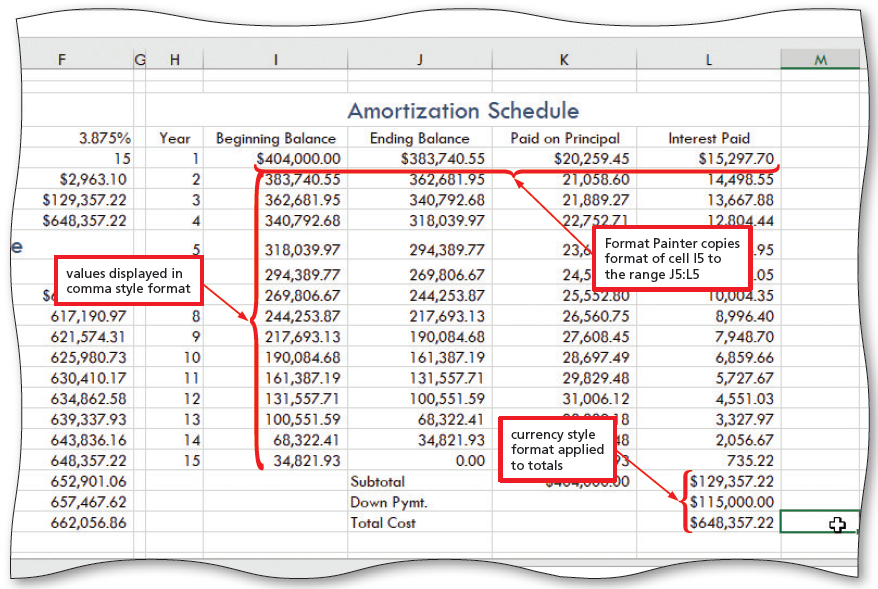 F G H I J K L M
Amortization Schedule
3.875% Year Beginning Balance Ending Balance Paid on Principal Interest Paid
15 1 $404,000.00 $383,740.55 $20,259.45 $15,297.70
$2,963.10 2 383,740.55 362,681.95 21,058.60 14,498.55
$129,357.22 3 362,681.95 340,792.68 21,889.27 13,667.88
$648,357.22 4 340,792.68 318,039.97 22,752.71 12,804.44
e 5 318,039.97 294,389.77
294,389.77 269,806.67
269,806.67 244,253.87 25,552.80 10,004.35
617,190.97 8 244,253.87 217,693.13 26,560.75 8,996.40
621,574.31 9 217,693.13 190,084.68 27,608.45 7,948.70
625,980.73 10 190,084.68 161,387.19 28,697.49 6,859.66
630,410.17 11 161,387.19 131,557.71 29,829.48 5,727.67
634,862.58 12 131,557.71 100,551.59 31,006.12 4,551.03
639,337.93 13 100,551.59 68,322.41 3,327.97
643,836.16 14 68,322.41 34,821.93 2,056.67
648,357.22 15 34,821.93 0.00 735.22
652,901.06 Subtotal $404,000.00 $129,357.22
657,467.62 Down Pymt. $115,000.00
662,056.86 Total Cost $648,357.22
values displayed in
comma style format
Format Painter copies
format of cell I5 to
the range J5:L5
currency style
format applied
to totals